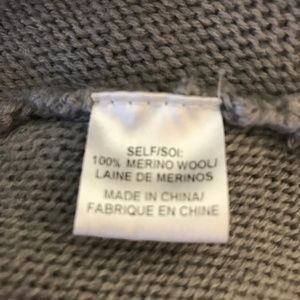 SELF/SOI:
100% MERINO WOOL/
LAINE DE MERINOS
MADE IN CHINA/
FABRIQUE EN CHINE